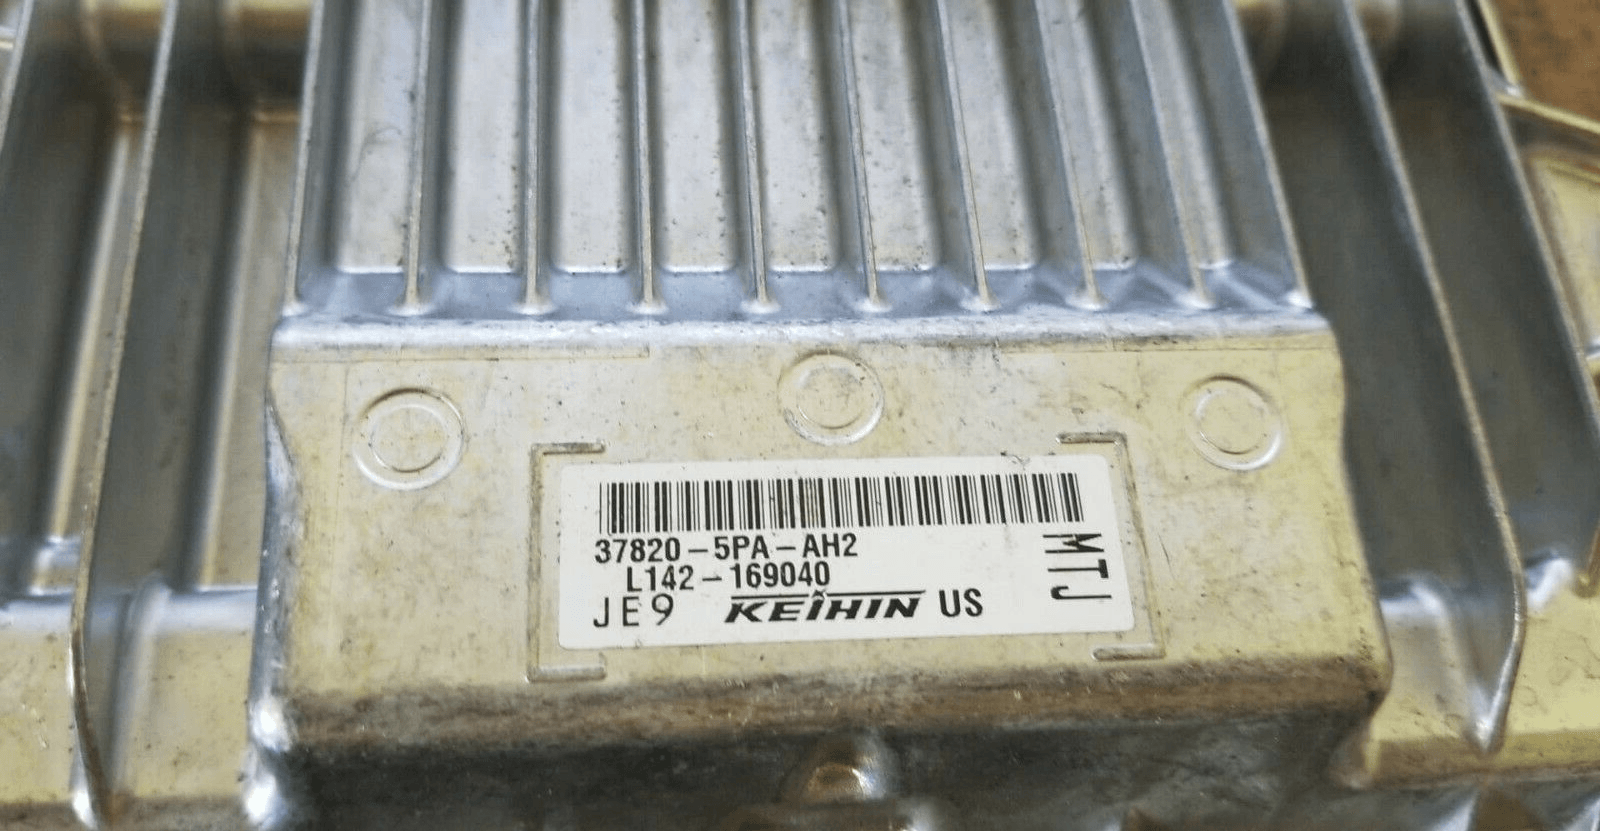 37820-5PA-AH2
L142-169040
JE9 KEIHIN US
MTJ